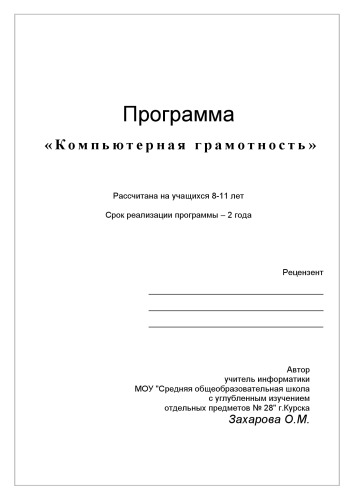 Программа
«Компьютерная грамотность»
Рассчитана на учащихся 8-11 лет
Срок реализации программы – 2 года
Рецензент
Автор
учитель информатики
МОУ "Средняя общеобразовательная школа
с углубленным изучением
отдельных предметов № 28" г.Курска
Захарова О.М.